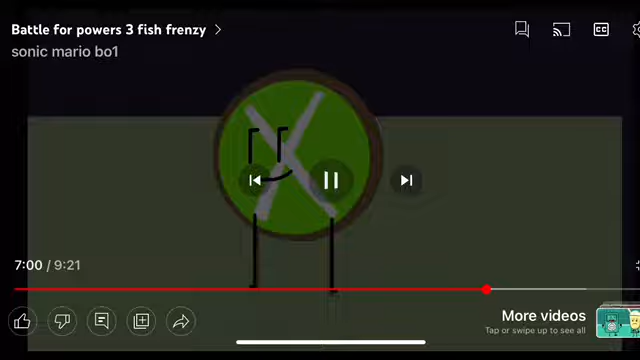 Battle for powers 3 fish frenzy
sonic mario bo1
7:00 / 9:21
More videos
Tap or swipe up to see all